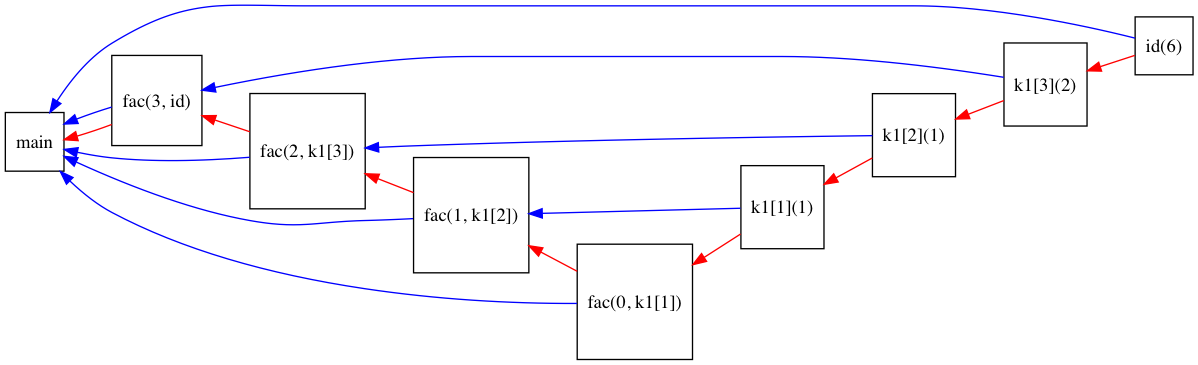 main
fac(3, id)
fac(2, k1[3])
fac(1, k1[2])
fac(0, k1[1])
k1[1](1)
k1[2](1)
k1[3](2)
id(6)